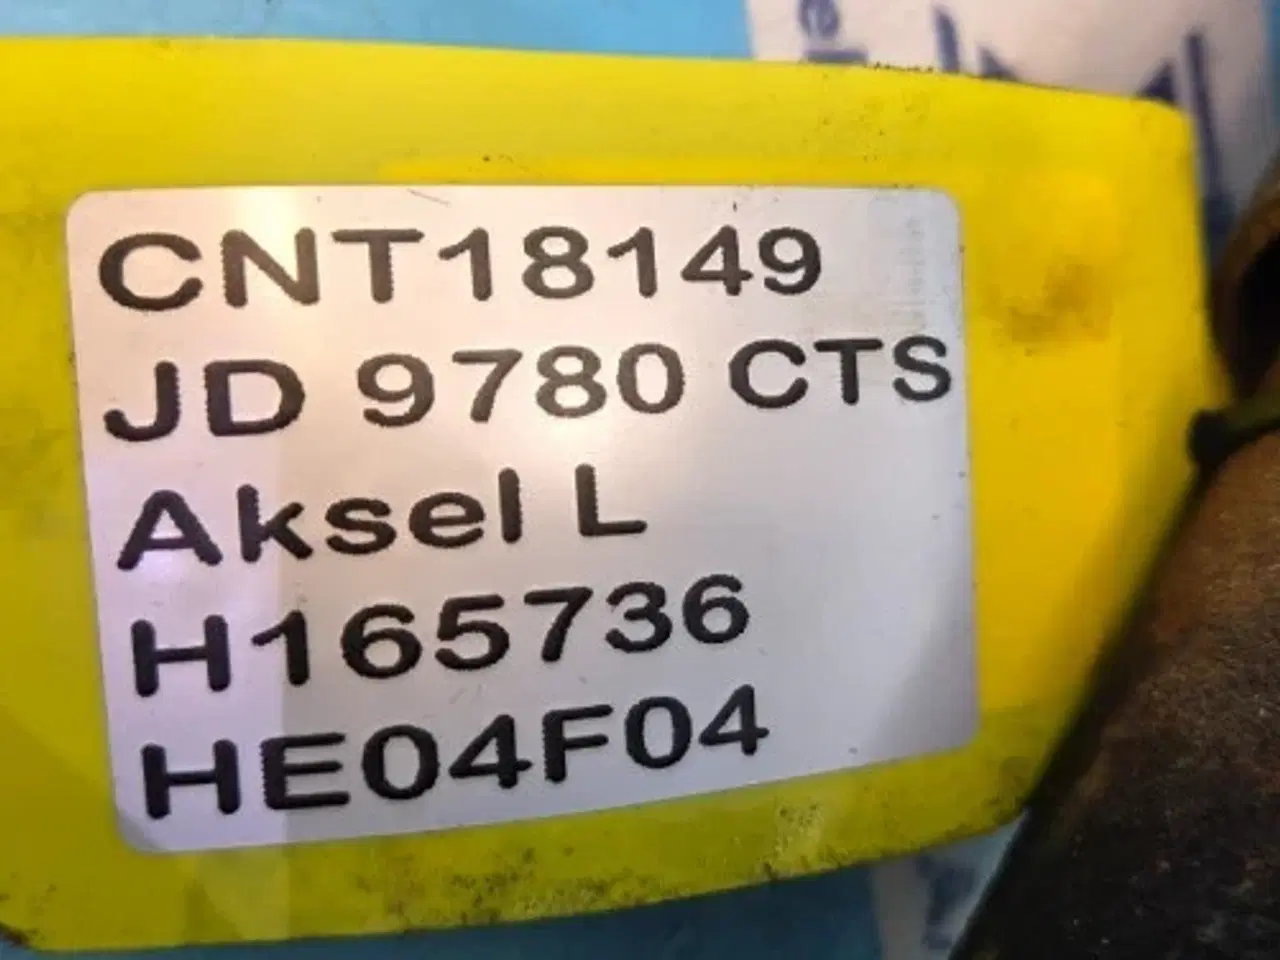 CNT18149
JD 9780 CTS
Aksel L
H165736
HE04F04